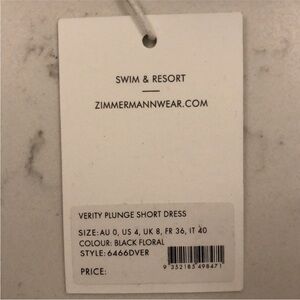 SWIM & RESORT
ZIMMERMANNWEAR.COM
VERITY PLUNGE SHORT DRESS
SIZE: AU 0, US 4, UK 8, FR 36, IT 40
COLOUR: BLACK FLORAL
STYLE: 6466DVER
PRICE:
9 352185 498471